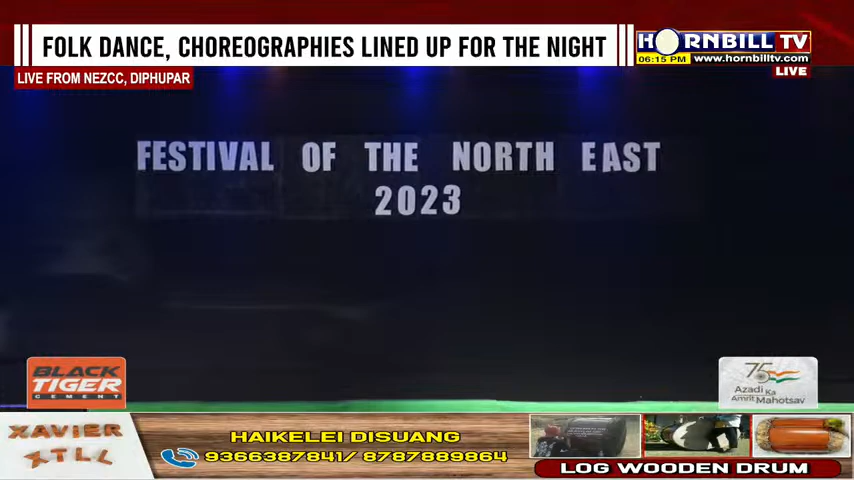 FOLK DANCE, CHOREOGRAPHIES LINED UP FOR THE NIGHT
HORNBILL TV
06:15 PM www.hornbilltv.com
LIVE
LIVE FROM NEZCC, DIPHUPAR
FESTIVAL OF THE NORTH EAST
2023
BLACK
TIGER
CEMENT
75
Azadi Ka
Amrit Mahotsav
XAVIER
HAIKELEI DISUANG
9366387841/ 8787889864
LOG WOODEN DRUM